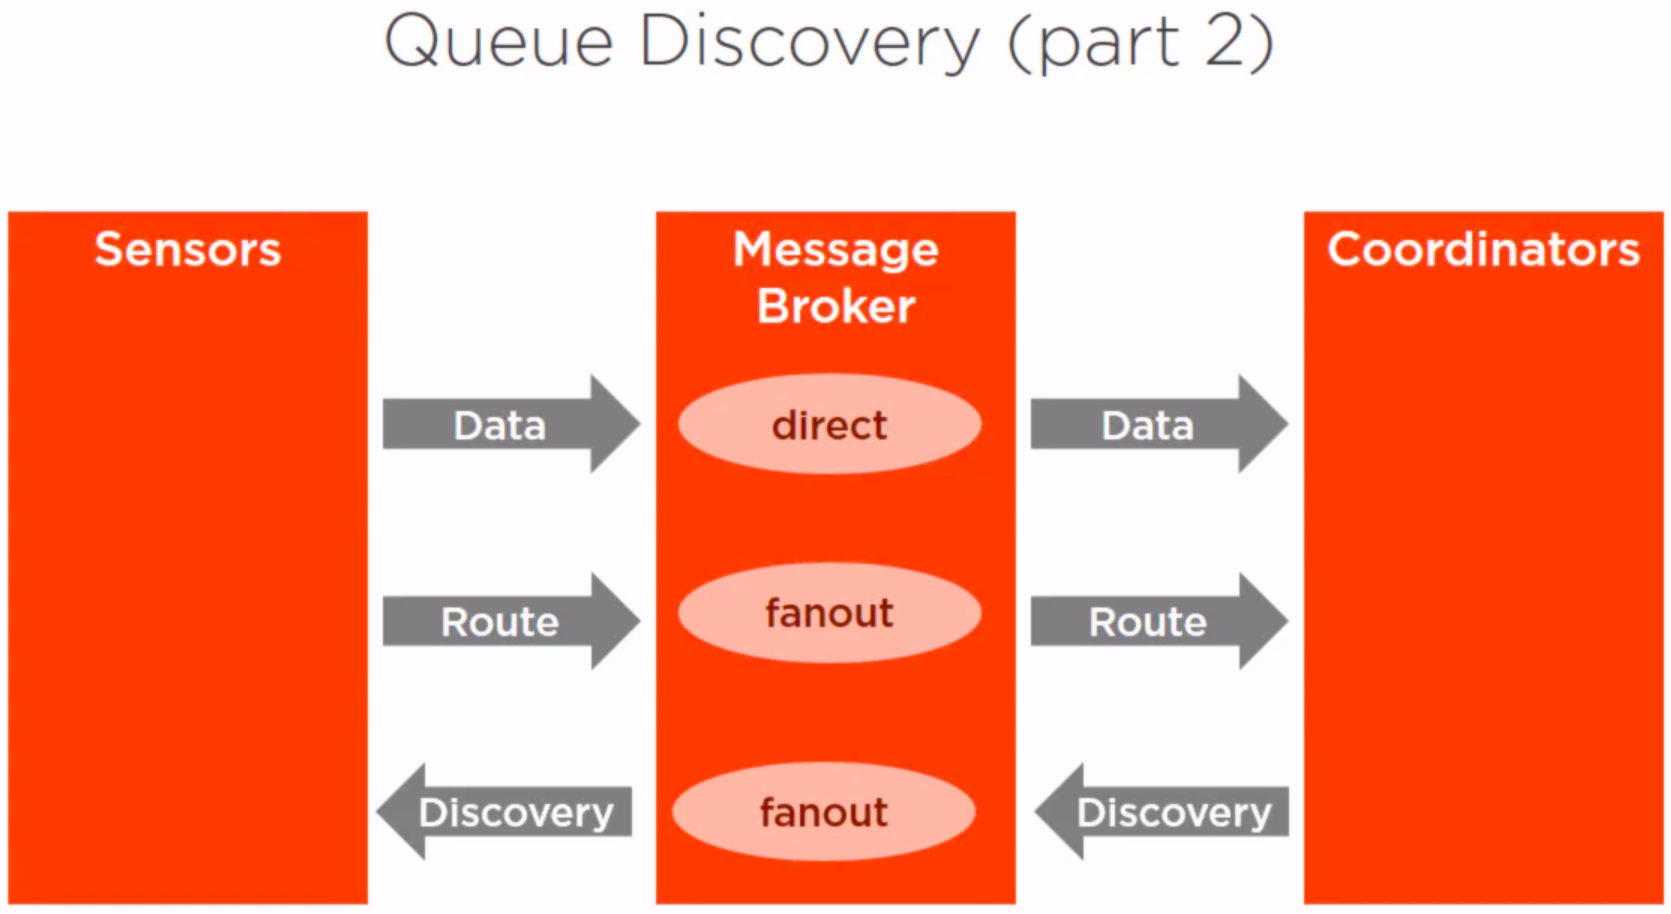 Queue Discovery (part 2)
Sensors
Message
Broker
Coordinators
Data
direct
Data
Route
fanout
Route
Discovery
fanout
Discovery